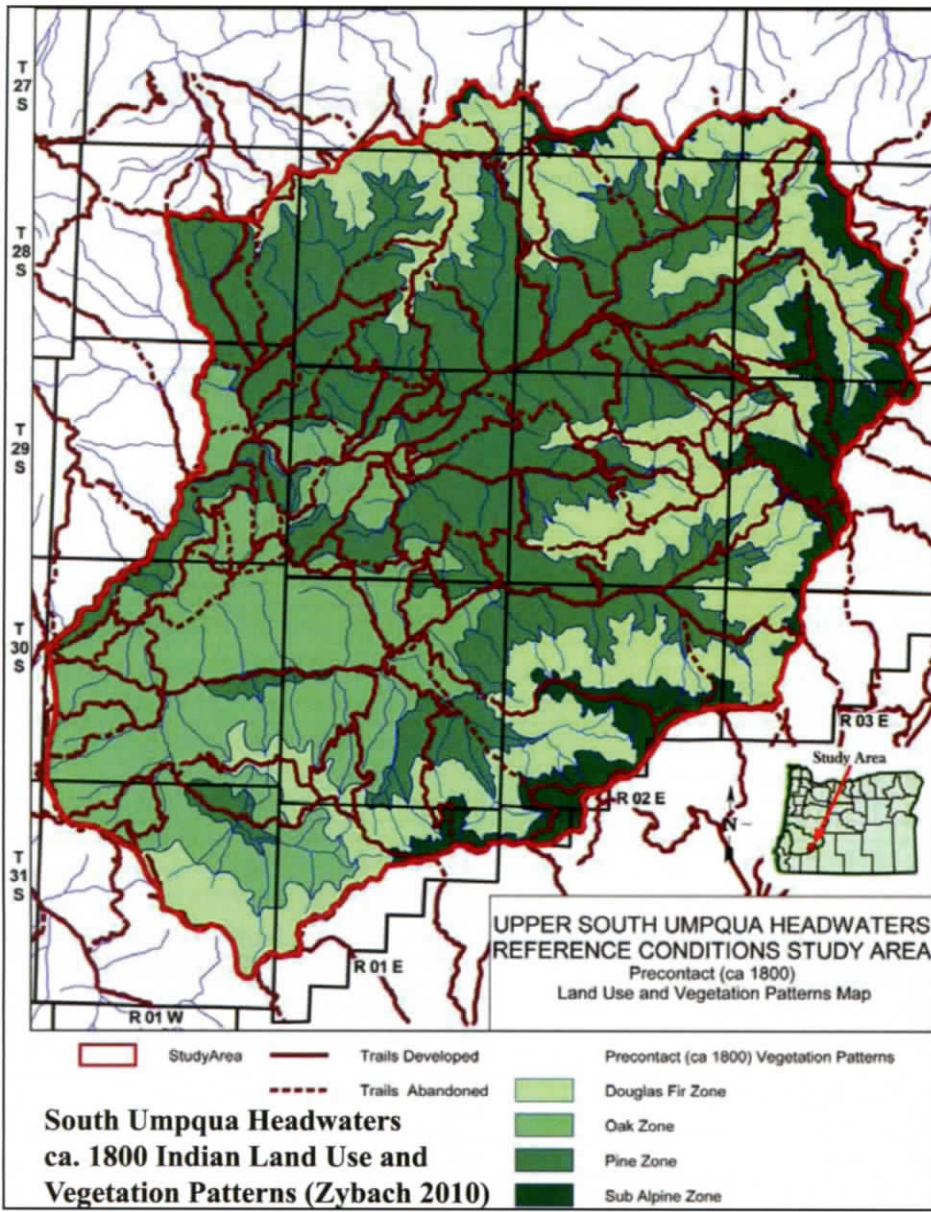 T
27
S
T
28
S
T
29
S
T
30
S
T
31
S
R 03 E
Study Area
R 02 E
N
R 01 E
R 01 W
UPPER SOUTH UMPQUA HEADWATERS
REFERENCE CONDITIONS STUDY AREA
Precontact (ca 1800)
Land Use and Vegetation Patterns Map
StudyArea
Trails Developed
Trails Abandoned
Precontact (ca 1800) Vegetation Patterns
Douglas Fir Zone
Oak Zone
Pine Zone
Sub Alpine Zone
South Umpqua Headwaters
ca. 1800 Indian Land Use and
Vegetation Patterns (Zybach 2010)